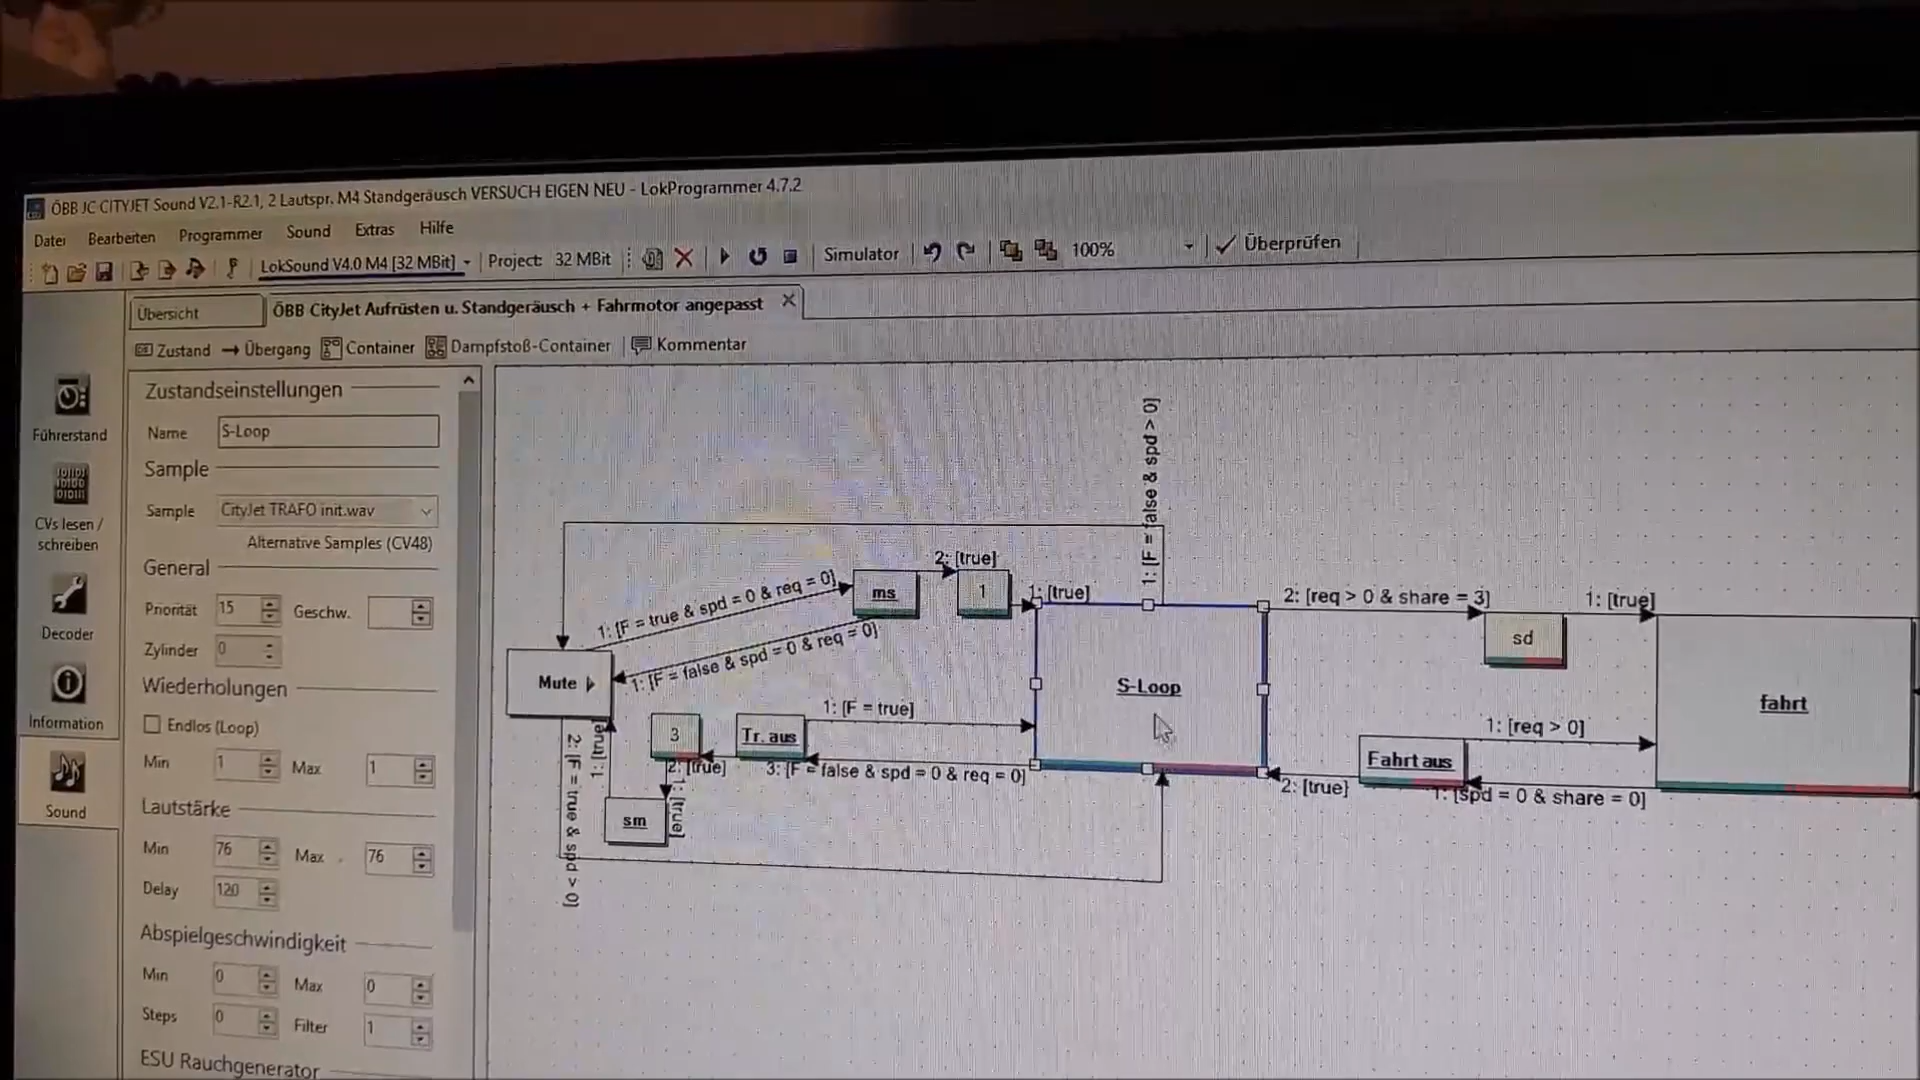 ÖBB JC CITYJET Sound V2.1-R2.1, 2 Lautspr. M4 Standgeräusch VERSUCH EIGEN NEU - LokProgrammer 4.7.2
Datei Bearbeiten Programmer Sound Extras Hilfe
LokSound V4.0 M4 [32 MBit] Project: 32 MBit Simulator 100% Überprüfen
Übersicht ÖBB CityJet Aufrüsten u. Standgeräusch + Fahrmotor angepasst
Zustand Übergang Container Dampfstoß-Container Kommentar
Führerstand
CVs lesen /
schreiben
Decoder
Information
Sound
Zustandseinstellungen
Name S-Loop
Sample
Sample CityJet TRAFO init.wav
Alternative Samples (CV48)
General
Priorität 15 Geschw.
Zylinder 0
Wiederholungen
Endlos (Loop)
Min 1 Max 1
Lautstärke
Min 76 Max 76
Delay 120
Abspielgeschwindigkeit
Min 0 Max 0
Steps 0 Filter 1
ESU Rauchgenerator
1: [F = false & spd > 0]
2: [true]
1: [F = true & spd = 0 & req = 0]
ms
1
1: [true]
1: [F = false & spd = 0 & req = 0]
Mute
S-Loop
2: [req > 0 & share = 3]
1: [true]
sd
fahrt
1: [F = true]
3
Tr. aus
2: [true]
3: [F = false & spd = 0 & req = 0]
1: [true]
sm
1: [true]
2: [F = true & spd > 0]
1: [req > 0]
Fahrt aus
2: [true]
1: [spd = 0 & share = 0]